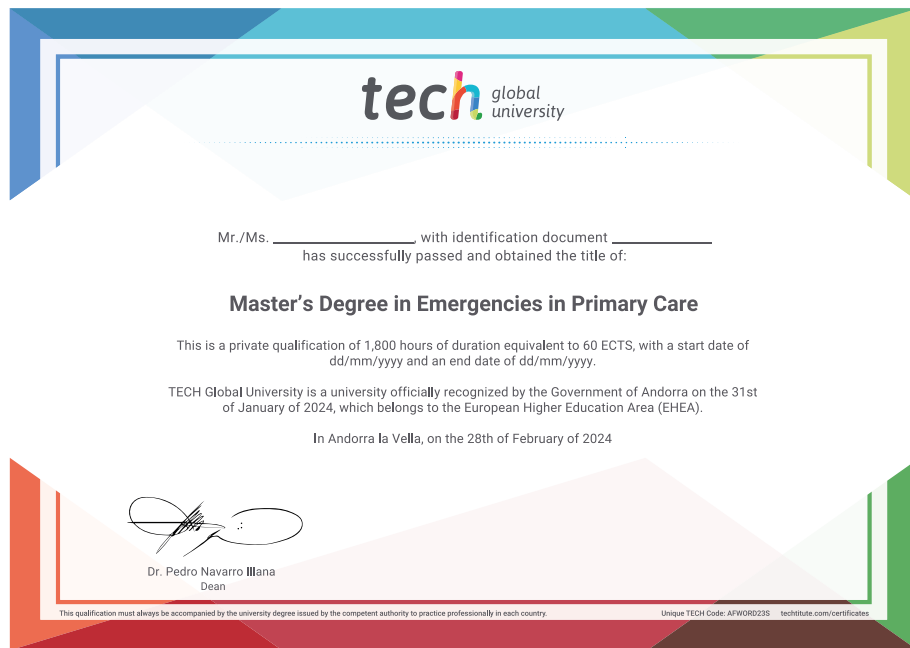 tech global university
Mr./Ms. ____________________, with identification document ______________
has successfully passed and obtained the title of:
Master's Degree in Emergencies in Primary Care
This is a private qualification of 1,800 hours of duration equivalent to 60 ECTS, with a start date of
dd/mm/yyyy and an end date of dd/mm/yyyy.
TECH Global University is a university officially recognized by the Government of Andorra on the 31st
of January of 2024, which belongs to the European Higher Education Area (EHEA).
In Andorra la Vella, on the 28th of February of 2024
Dr. Pedro Navarro Illana
Dean
This qualification must always be accompanied by the university degree issued by the competent authority to practice professionally in each country.
Unique TECH Code: AFWORD23S techtitute.com/certificates